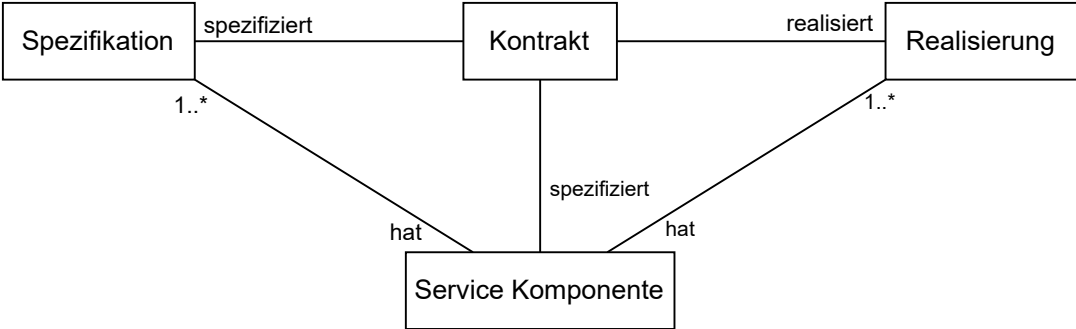 spezifiziert
realisiert
Spezifikation
Kontrakt
Realisierung
1..*
1..*
spezifiziert
hat
hat
Service Komponente